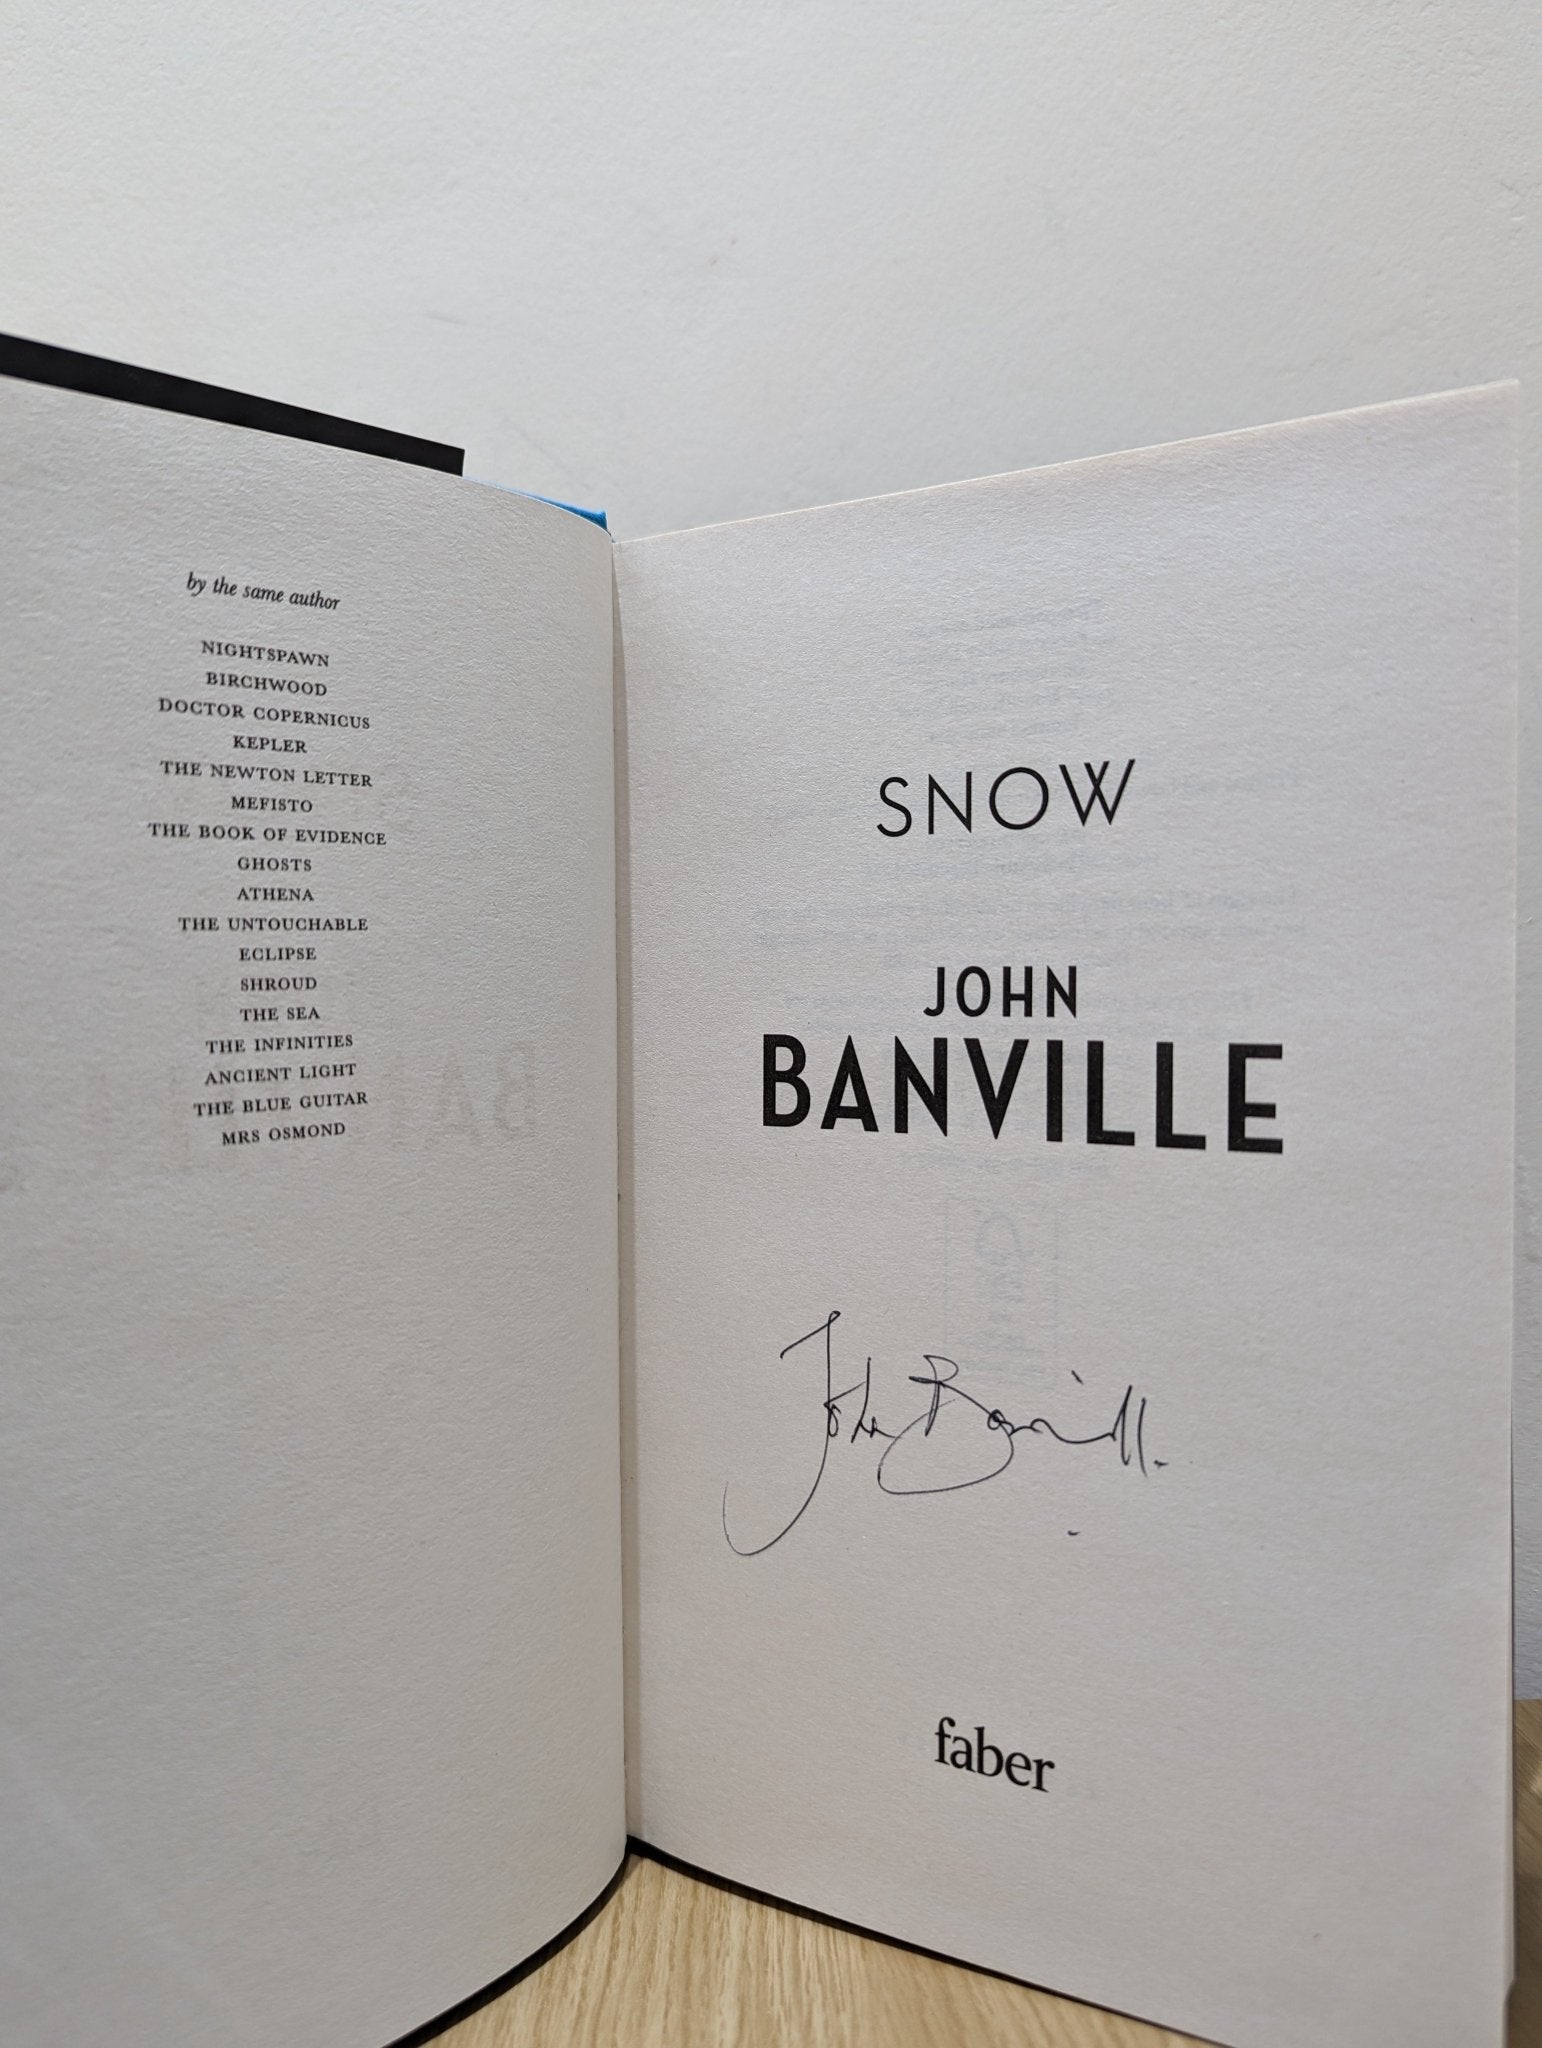 by the same author
NIGHTSPAWN
BIRCHWOOD
DOCTOR COPERNICUS
KEPLER
THE NEWTON LETTER
MEFISTO
THE BOOK OF EVIDENCE
GHOSTS
ATHENA
THE UNTOUCHABLE
ECLIPSE
SHROUD
THE SEA
THE INFINITIES
ANCIENT LIGHT
THE BLUE GUITAR
MRS OSMOND
SNOW
JOHN
BANVILLE
John Banville
faber